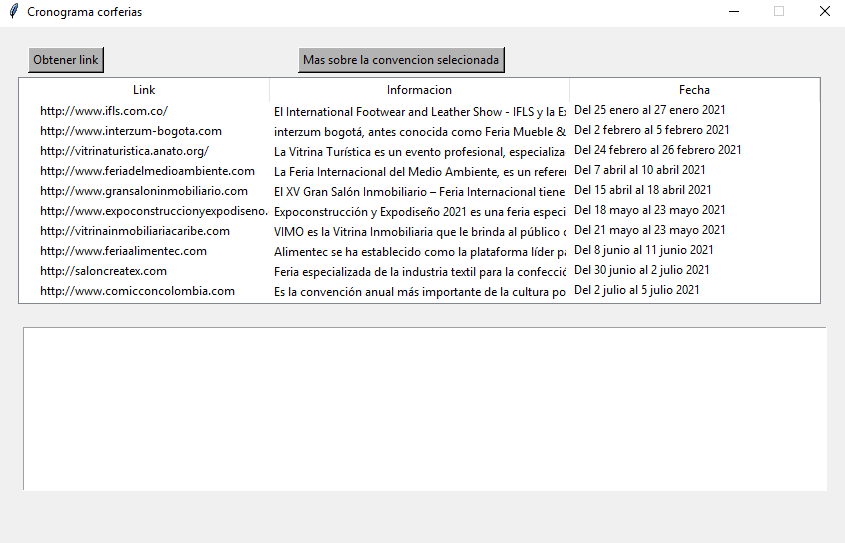 Cronograma corferias
Obtener link Mas sobre la convencion selecionada
Link Informacion Fecha
http://www.ifls.com.co/ El International Footwear and Leather Show - IFLS y la Ex Del 25 enero al 27 enero 2021
http://www.interzum-bogota.com interzum bogotá, antes conocida como Feria Mueble & Del 2 febrero al 5 febrero 2021
http://vitrinaturistica.anato.org/ La Vitrina Turística es un evento profesional, especializa Del 24 febrero al 26 febrero 2021
http://www.feriadelmedioambiente.com La Feria Internacional del Medio Ambiente, es un referen Del 7 abril al 10 abril 2021
http://www.gransaloninmobiliario.com El XV Gran Salón Inmobiliario – Feria Internacional tiene Del 15 abril al 18 abril 2021
http://www.expoconstruccionyexpodiseno. Expoconstrucción y Expodiseño 2021 es una feria especi Del 18 mayo al 23 mayo 2021
http://vitrinainmobiliariacaribe.com VIMO es la Vitrina Inmobiliaria que le brinda al público Del 21 mayo al 23 mayo 2021
http://www.feriaalimentec.com Alimentec se ha establecido como la plataforma líder pa Del 8 junio al 11 junio 2021
http://saloncreatex.com Feria especializada de la industria textil para la confecció Del 30 junio al 2 julio 2021
http://www.comicconcolombia.com Es la convención anual más importante de la cultura po Del 2 julio al 5 julio 2021